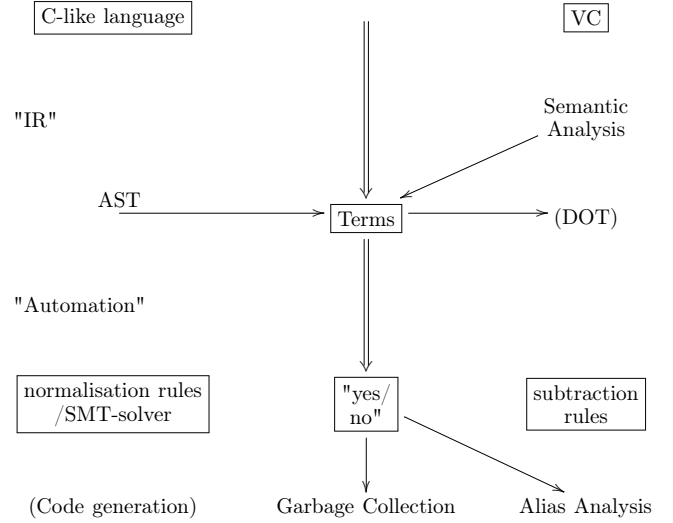 C-like language
VC
"IR"
Semantic
Analysis
AST
Terms
(DOT)
"Automation"
normalisation rules
/SMT-solver
"yes/
no"
subtraction
rules
(Code generation)
Garbage Collection
Alias Analysis